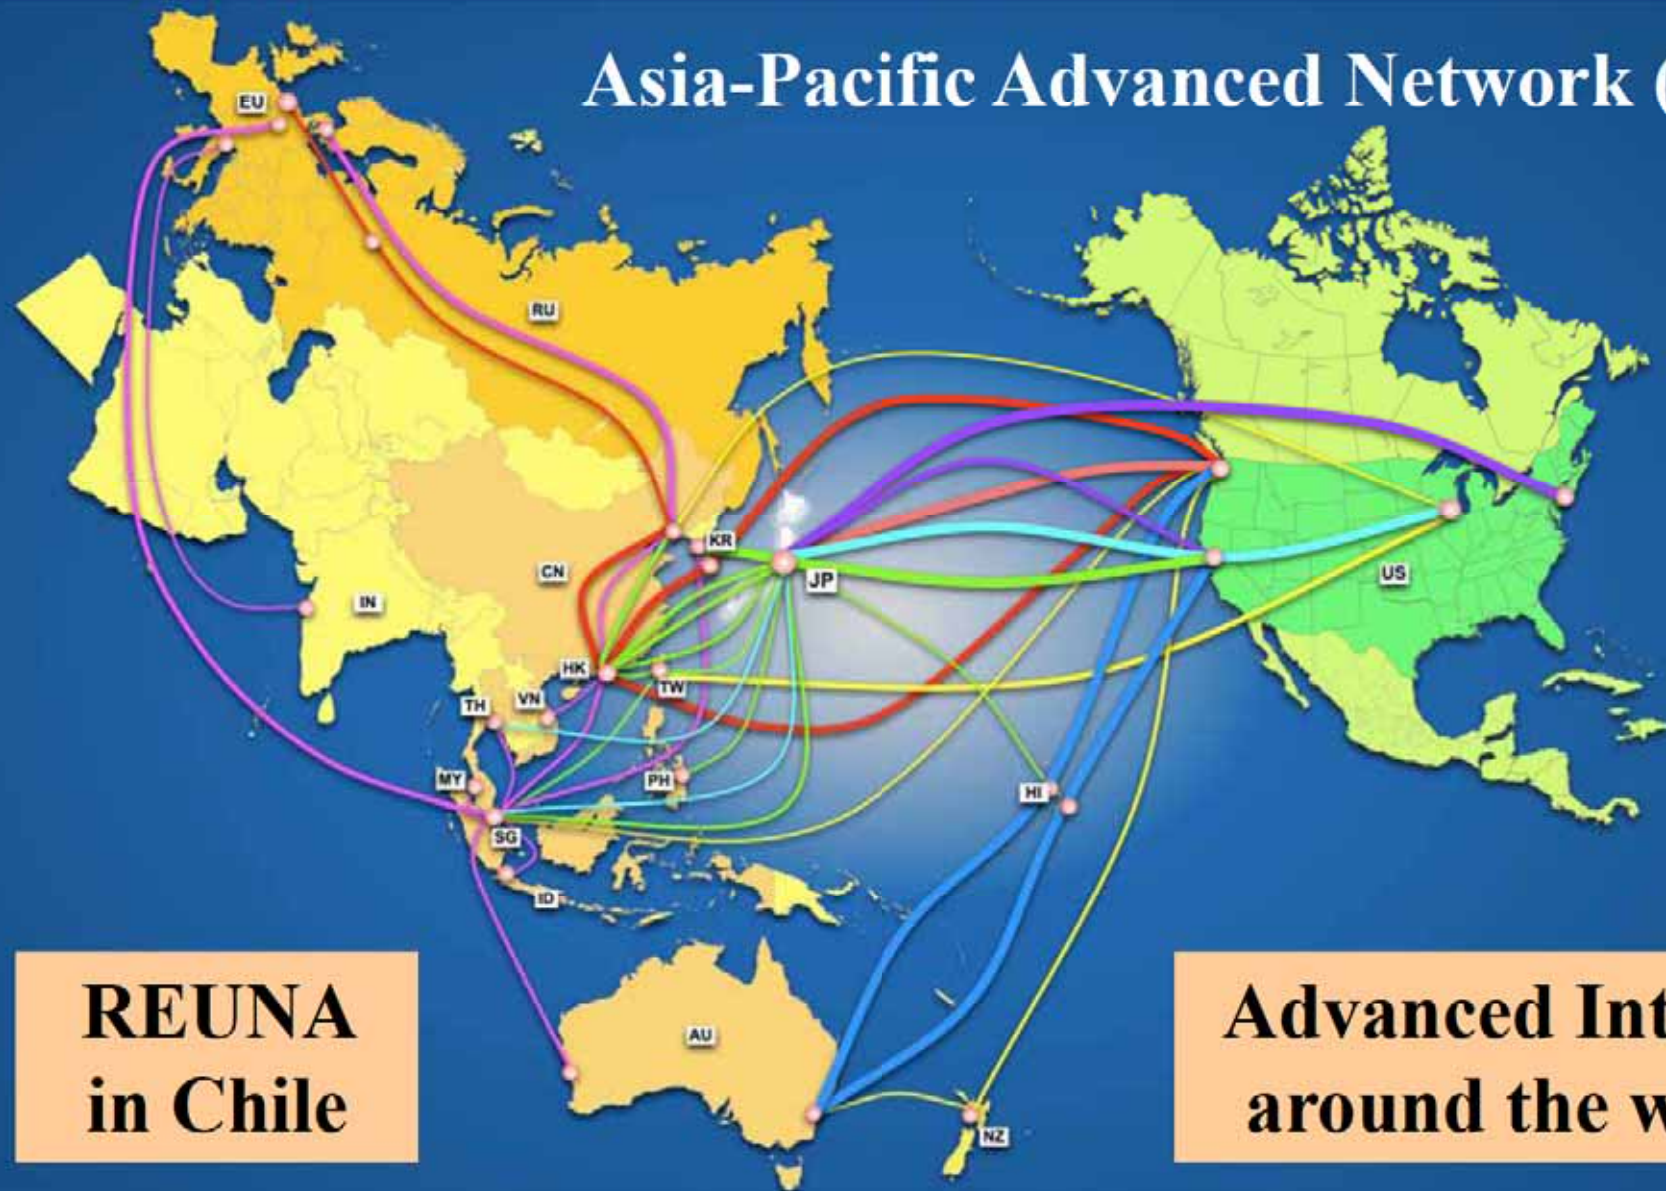 Asia-Pacific Advanced Network (
EU
RU
KR
JP
CN
US
IN
HK
TW
VN
TH
MY
PH
HI
SG
ID
AU
NZ
REUNA
in Chile
Advanced Int
around the w